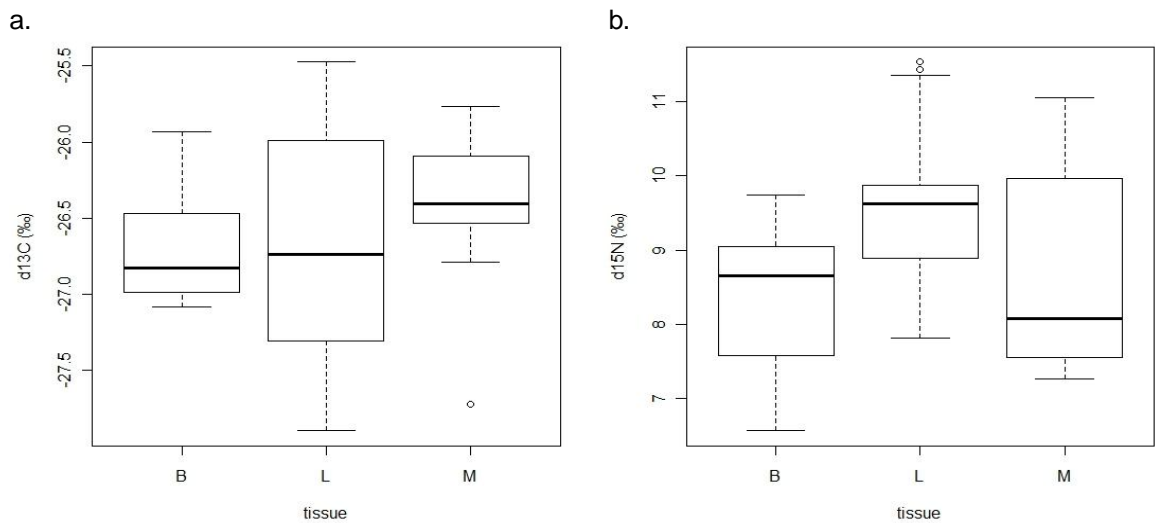 a.
d13C (‰)
-25.5
-26.0
-26.5
-27.0
-27.5
B L M
tissue
b.
d15N (‰)
11
10
9
8
7
B L M
tissue